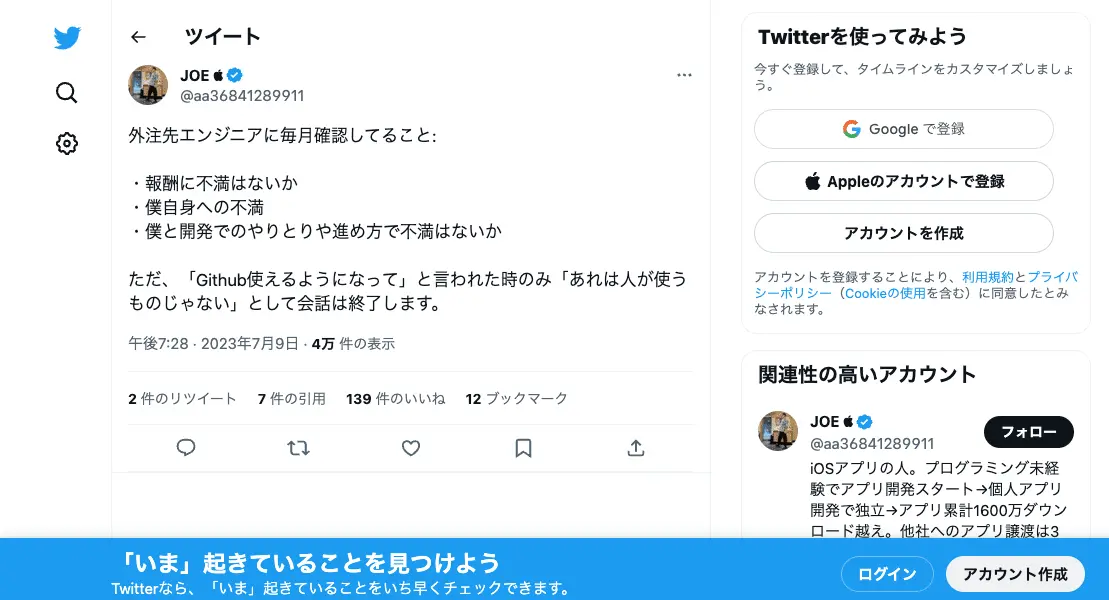 ツイート
JOE
@aa36841289911
外注先エンジニアに毎月確認してること:
・報酬に不満はないか
・僕自身への不満
・僕と開発でのやりとりや進め方で不満はないか
ただ、「Github使えるようになって」と言われた時のみ「あれは人が使う
ものじゃない」として会話は終了します。
午後7:28 · 2023年7月9日 · 4万 件の表示
2 件のリツイート 7 件の引用 139 件のいいね 12 ブックマーク
Twitterを使ってみよう
今すぐ登録して、タイムラインをカスタマイズしましょ
う。
Google で登録
Appleのアカウントで登録
アカウントを作成
アカウントを登録することにより、利用規約とプライバ
シーポリシー（Cookieの使用を含む）に同意したとみ
なされます。
関連性の高いアカウント
JOE
@aa36841289911
フォロー
iOSアプリの人。プログラミング未経
験でアプリ開発スタート→個人アプリ
開発で独立→アプリ累計1600万ダウン
ロード越え。他社へのアプリ譲渡は3
「いま」起きていることを見つけよう
Twitterなら、「いま」起きていることをいち早くチェックできます。
ログイン
アカウント作成